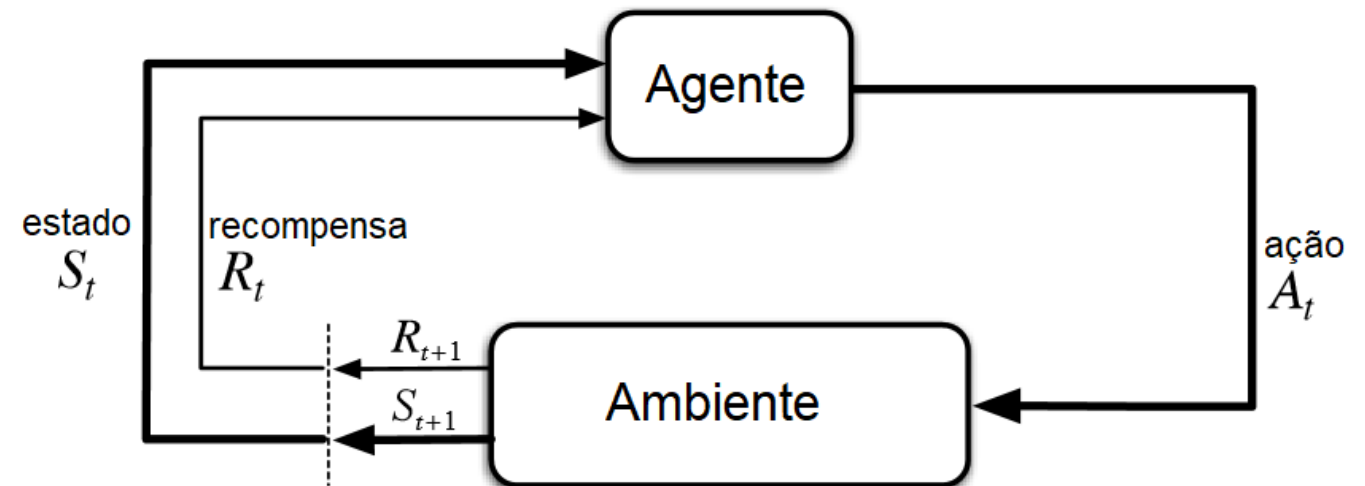 Agente
estado
S_t
recompensa
R_t
ação
A_t
R_{t+1}
S_{t+1}
Ambiente